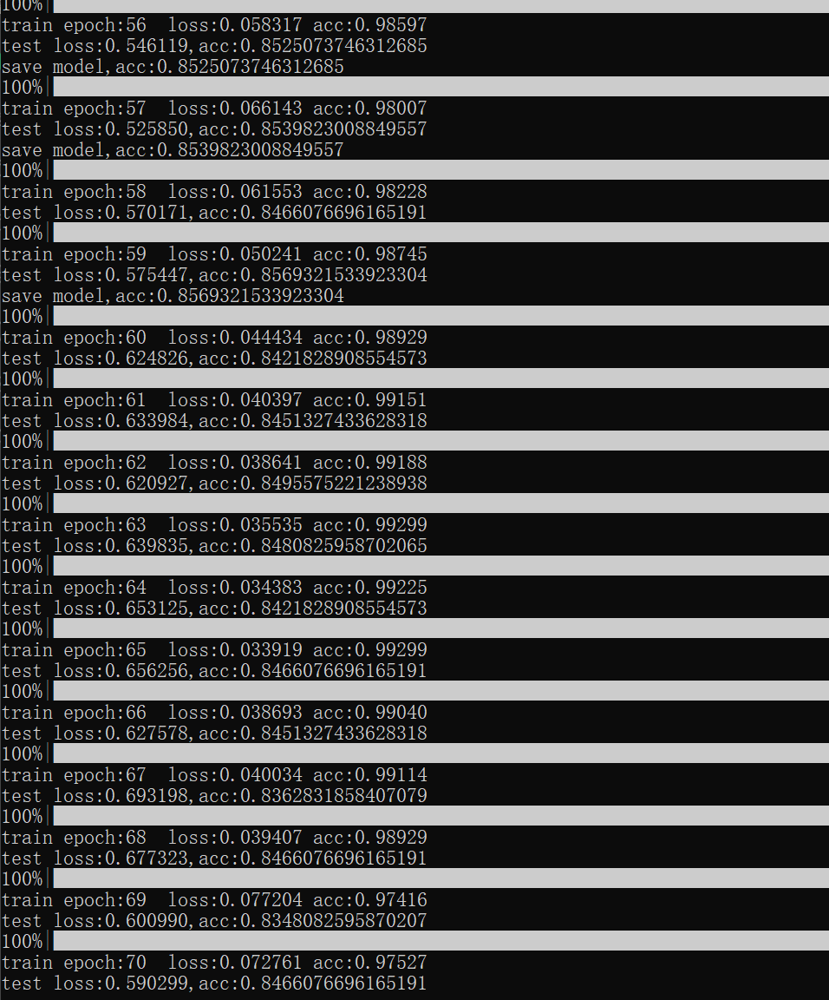 100%|
train epoch:56  loss:0.058317 acc:0.98597
test loss:0.546119,acc:0.8525073746312685
save model,acc:0.8525073746312685
100%|
train epoch:57  loss:0.066143 acc:0.98007
test loss:0.525850,acc:0.8539823008849557
save model,acc:0.8539823008849557
100%|
train epoch:58  loss:0.061553 acc:0.98228
test loss:0.570171,acc:0.8466076696165191
100%|
train epoch:59  loss:0.050241 acc:0.98745
test loss:0.575447,acc:0.8569321533923304
save model,acc:0.8569321533923304
100%|
train epoch:60  loss:0.044434 acc:0.98929
test loss:0.624826,acc:0.8421828908554573
100%|
train epoch:61  loss:0.040397 acc:0.99151
test loss:0.633984,acc:0.8451327433628318
100%|
train epoch:62  loss:0.038641 acc:0.99188
test loss:0.620927,acc:0.8495575221238938
100%|
train epoch:63  loss:0.035535 acc:0.99299
test loss:0.639835,acc:0.8480825958702065
100%|
train epoch:64  loss:0.034383 acc:0.99225
test loss:0.653125,acc:0.8421828908554573
100%|
train epoch:65  loss:0.033919 acc:0.99299
test loss:0.656256,acc:0.8466076696165191
100%|
train epoch:66  loss:0.038693 acc:0.99040
test loss:0.627578,acc:0.8451327433628318
100%|
train epoch:67  loss:0.040034 acc:0.99114
test loss:0.693198,acc:0.8362831858407079
100%|
train epoch:68  loss:0.039407 acc:0.98929
test loss:0.677323,acc:0.8466076696165191
100%|
train epoch:69  loss:0.077204 acc:0.97416
test loss:0.600990,acc:0.8348082595870207
100%|
train epoch:70  loss:0.072761 acc:0.97527
test loss:0.590299,acc:0.8466076696165191